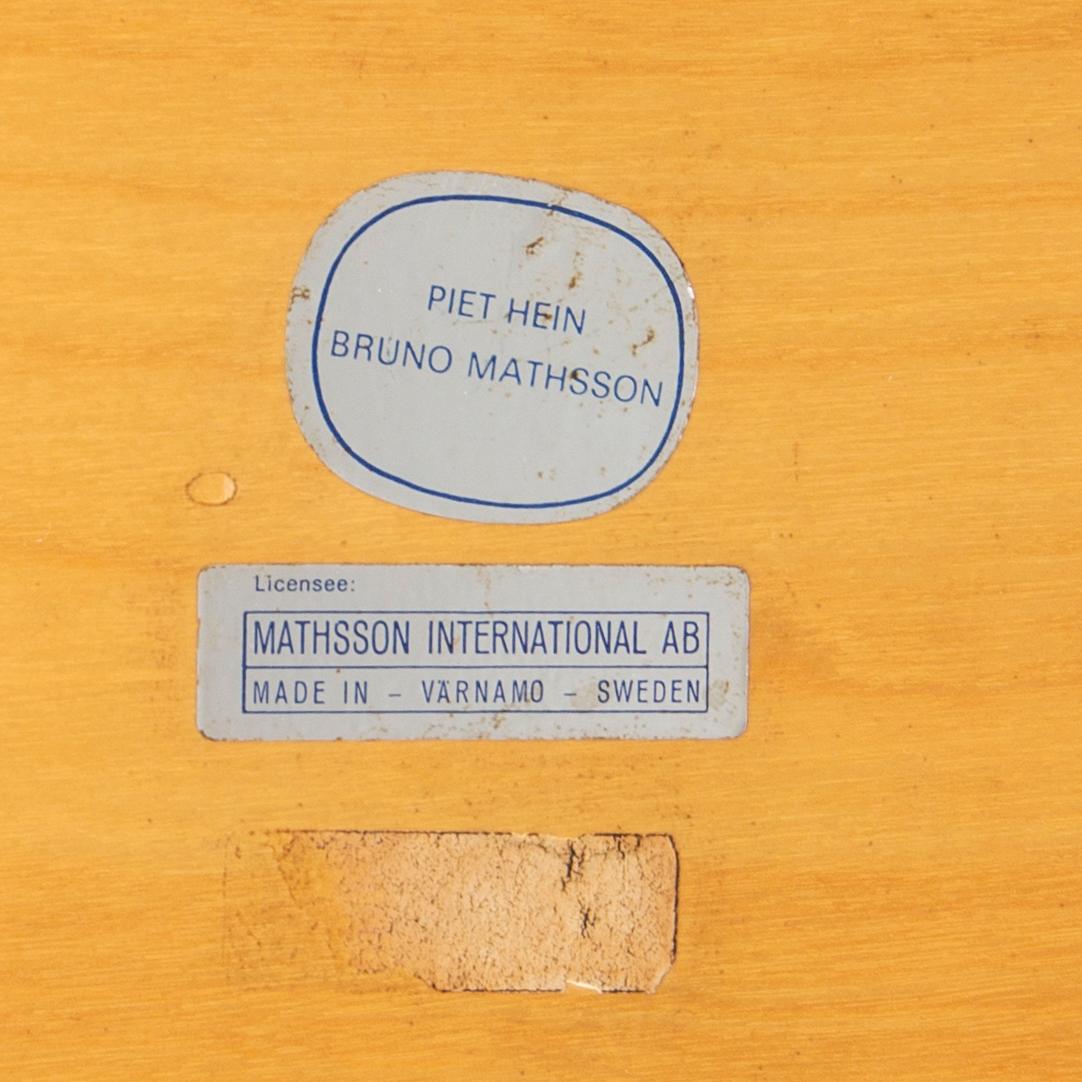 PIET HEIN
BRUNO MATHSSON
Licensee:
MATHSSON INTERNATIONAL AB
MADE IN – VÄRNAMO – SWEDEN